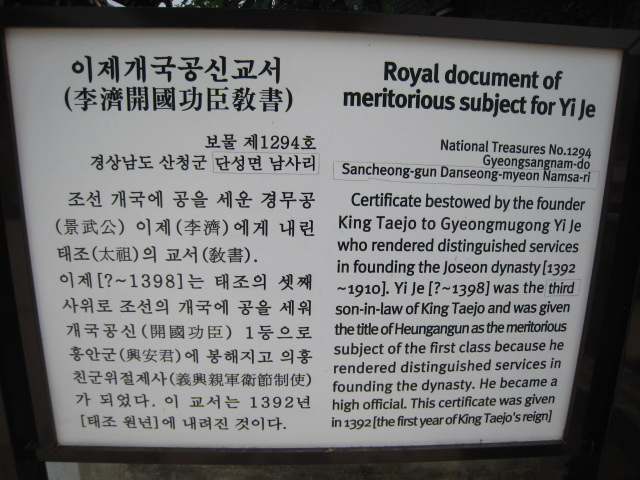 이제개국공신교서
(李濟開國功臣敎書)
보물 제1294호
경상남도 산청군 단성면 남사리
조선 개국에 공을 세운 경무공
(景武公) 이제(李濟)에게 내린
태조(太祖)의 교서(敎書).
이제[?~1398]는 태조의 셋째
사위로 조선의 개국에 공을 세워
개국공신(開國功臣) 1등으로
흥안군(興安君)에 봉해지고 의흥
친군위절제사(義興親軍衛節制使)
가 되었다. 이 교서는 1392년
[태조 원년]에 내려진 것이다.
Royal document of
meritorious subject for Yi Je
National Treasures No.1294
Gyeongsangnam-do
Sancheong-gun Danseong-myeon Namsa-ri
Certificate bestowed by the founder
King Taejo to Gyeongmugong Yi Je
who rendered distinguished services
in founding the Joseon dynasty [1392
~1910]. Yi Je [?~1398] was the third
son-in-law of King Taejo and was given
the title of Heungangun as the meritorious
subject of the first class because he
rendered distinguished services in
founding the dynasty. He became a
high official. This certificate was given
in 1392 [the first year of King Taejo's reign]